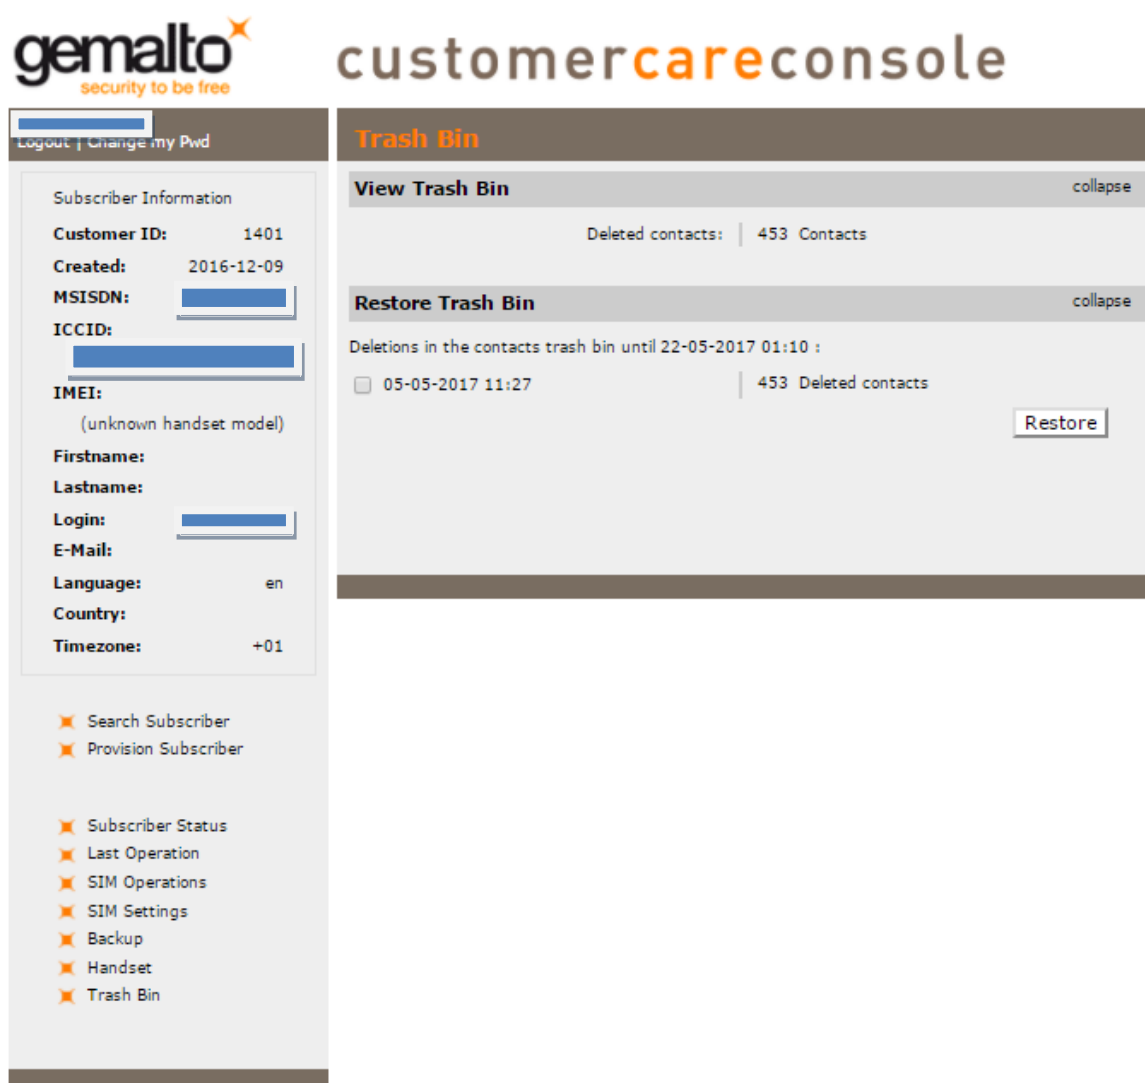 gemalto
security to be free
customercareconsole
Logout | Change my Pwd
Subscriber Information
Customer ID: 1401
Created: 2016-12-09
MSISDN:
ICCID:
IMEI:
(unknown handset model)
Firstname:
Lastname:
Login:
E-Mail:
Language: en
Country:
Timezone: +01
Search Subscriber
Provision Subscriber
Subscriber Status
Last Operation
SIM Operations
SIM Settings
Backup
Handset
Trash Bin
Trash Bin
View Trash Bin collapse
Deleted contacts: 453 Contacts
Restore Trash Bin collapse
Deletions in the contacts trash bin until 22-05-2017 01:10 :
05-05-2017 11:27 453 Deleted contacts
Restore